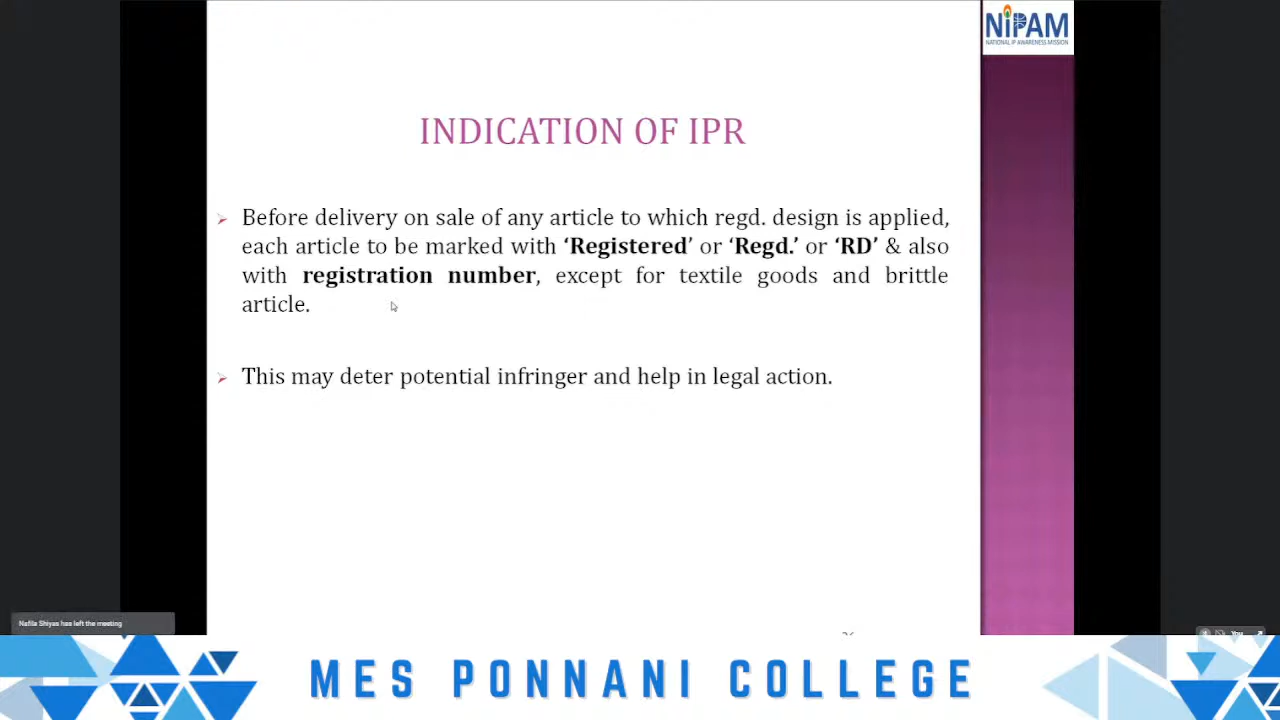 NiPAM
NATIONAL IP AWARENESS MISSION
INDICATION OF IPR
Before delivery on sale of any article to which regd. design is applied,
each article to be marked with ‘Registered’ or ‘Regd.’ or ‘RD’ & also
with registration number, except for textile goods and brittle
article.
This may deter potential infringer and help in legal action.
Nafila Shiyas has left the meeting
You
MES PONNANI COLLEGE